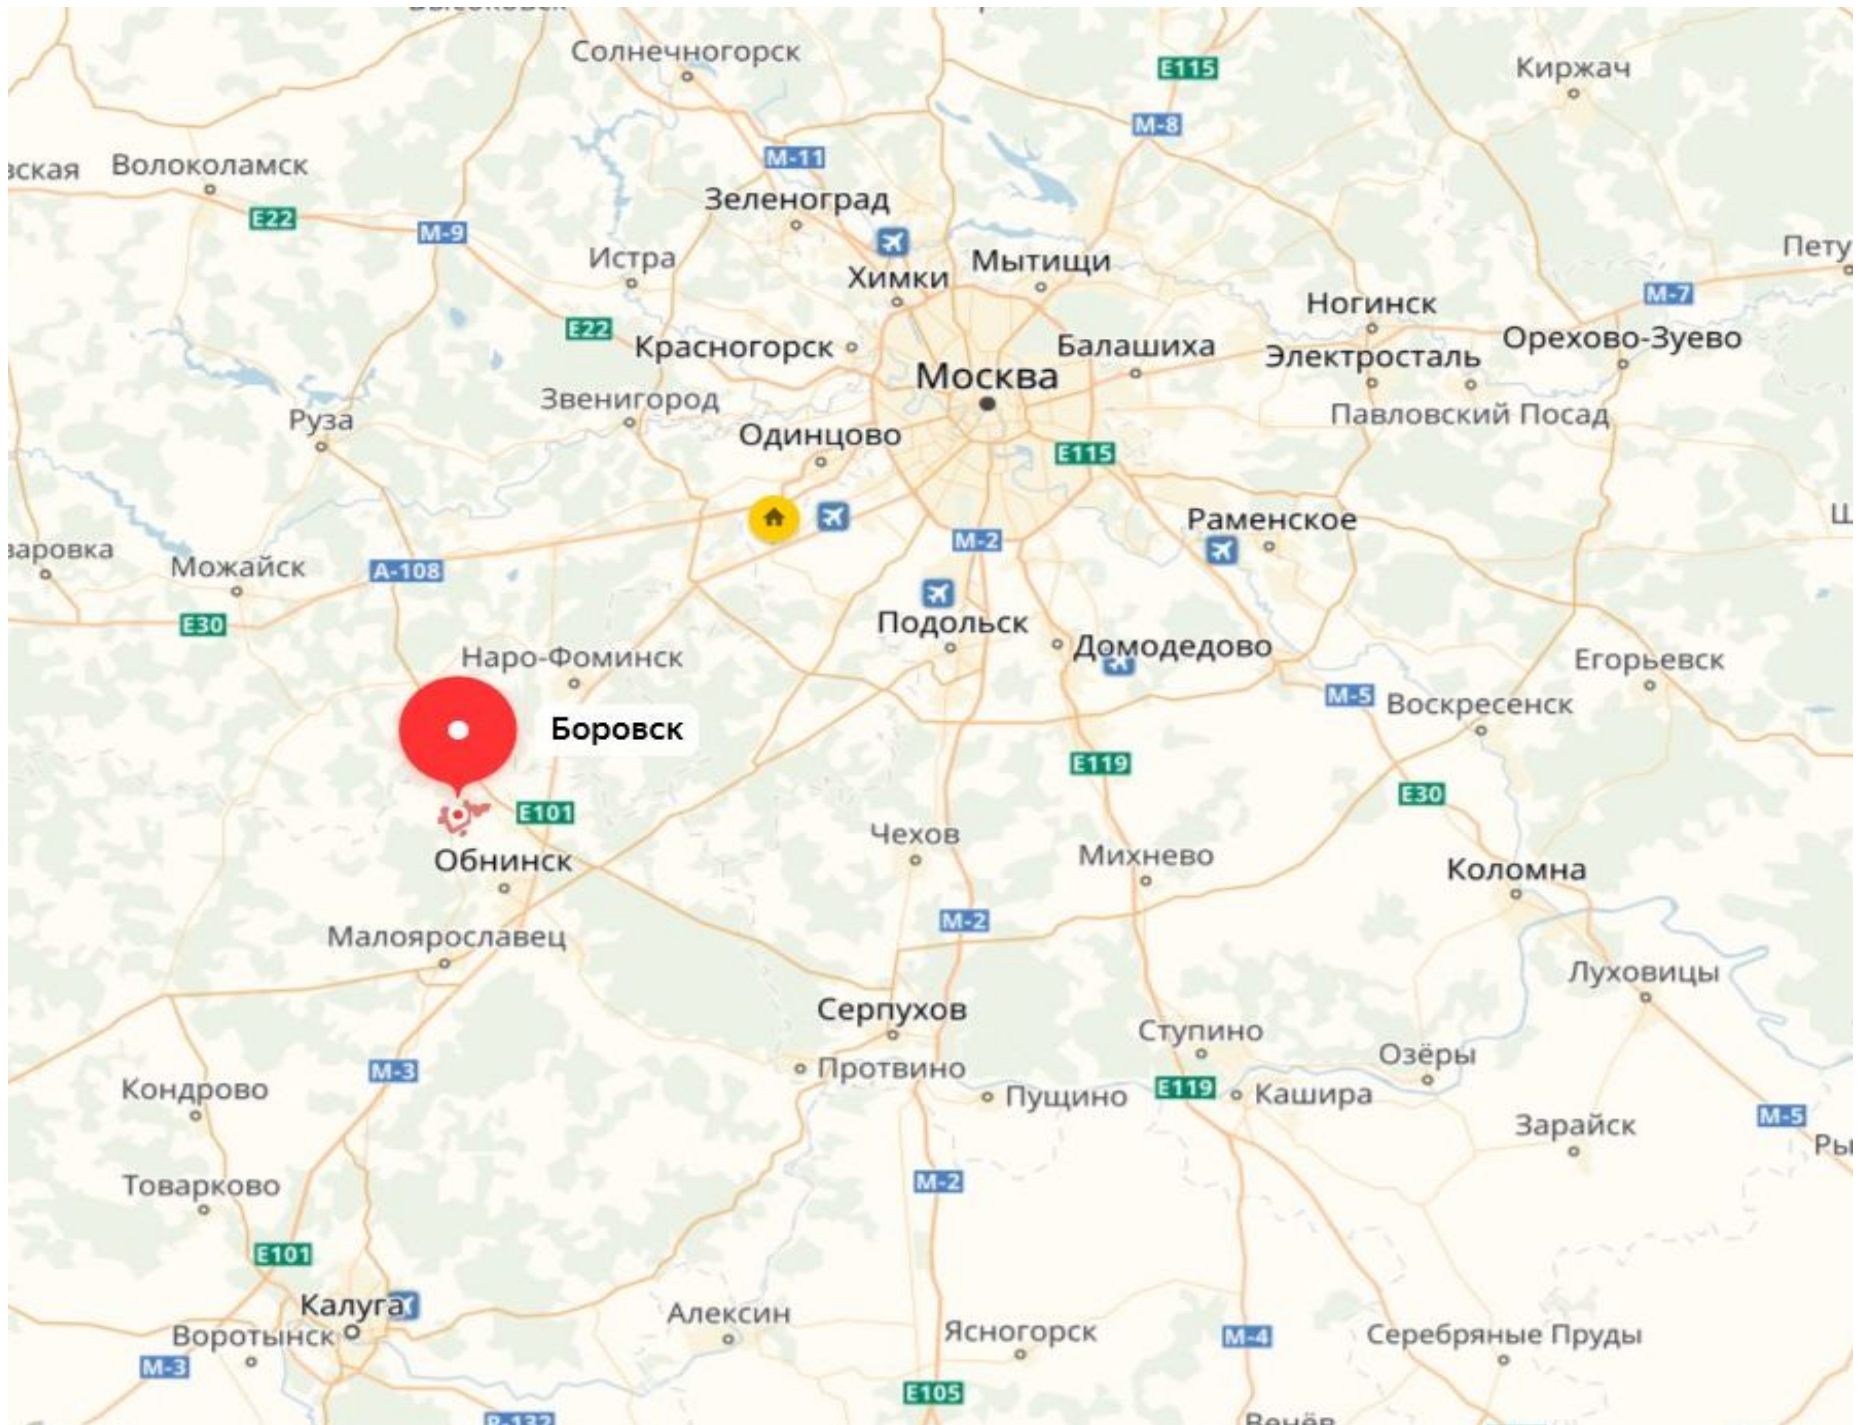 Солнечногорск
E115
Киржач
М-8
М-11
Волоколамск
Зеленоград
E22
М-9
Истра
Химки
Мытищи
М-7
Ногинск
E22
Красногорск
Балашиха
Орехово-Зуево
Электросталь
Москва
Звенигород
Руза
Павловский Посад
Одинцово
E115
Раменское
М-2
Можайск
А-108
E30
Подольск
Домодедово
Наро-Фоминск
Егорьевск
М-5
Воскресенск
Боровск
E119
E30
E101
Чехов
Михнево
Обнинск
Коломна
М-2
Малоярославец
Луховицы
Серпухов
Ступино
Озёры
М-3
Протвино
Кондрово
E119
Пущино
Кашира
М-5
Зарайск
Ры
Товарково
М-2
E101
Калуга
Алексин
Воротынск
Ясногорск
М-4
Серебряные Пруды
М-3
E105